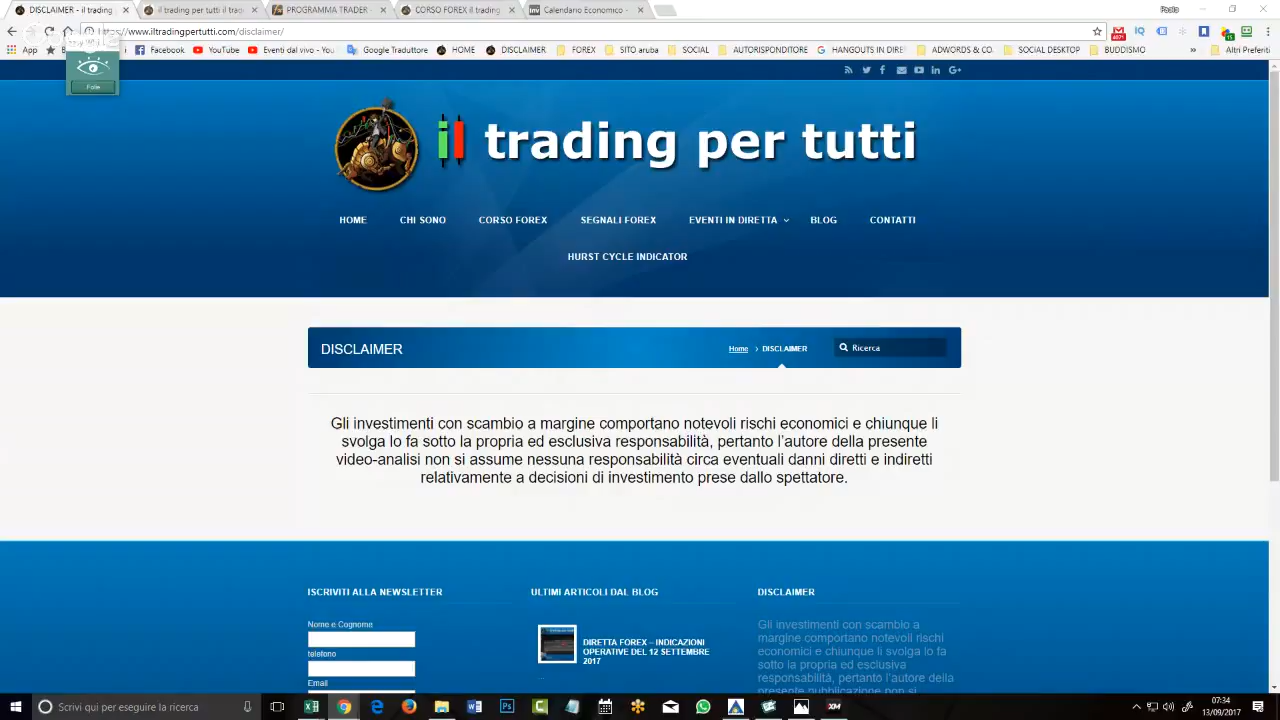 DISCLAIMER - iltradingp
il trading per tutti il trad
PROGRAMMA TRADER
CORSO FOREX il trading
Calendario Economico -
Paolo
www.iltradingpertutti.com/disclaimer/
App
Facebook
YouTube
Eventi dal vivo - You
Google Traduttore
HOME
DISCLAIMER
FOREX
SITO aruba
SOCIAL
AUTORISPONDITORE
HANGOUTS IN DIRE
ADWORDS & CO
SOCIAL DESKTOP
BUDDISMO
»
Altri Preferiti
Folie
il trading per tutti
HOME
CHI SONO
CORSO FOREX
SEGNALI FOREX
EVENTI IN DIRETTA
BLOG
CONTATTI
HURST CYCLE INDICATOR
DISCLAIMER
Home > DISCLAIMER
Ricerca
Gli investimenti con scambio a margine comportano notevoli rischi economici e chiunque li
svolga lo fa sotto la propria ed esclusiva responsabilità, pertanto l'autore della presente
video-analisi non si assume nessuna responsabilità circa eventuali danni diretti e indiretti
relativamente a decisioni di investimento prese dallo spettatore.
ISCRIVITI ALLA NEWSLETTER
Nome e Cognome
telefono
Email
ULTIMI ARTICOLI DAL BLOG
DIRETTA FOREX – INDICAZIONI
OPERATIVE DEL 12 SETTEMBRE
2017
DISCLAIMER
Gli investimenti con scambio a
margine comportano notevoli rischi
economici e chiunque li svolga lo fa
sotto la propria ed esclusiva
responsabilità, pertanto l'autore della
presente pubblicazione non si
Scrivi qui per eseguire la ricerca
07:34
13/09/2017